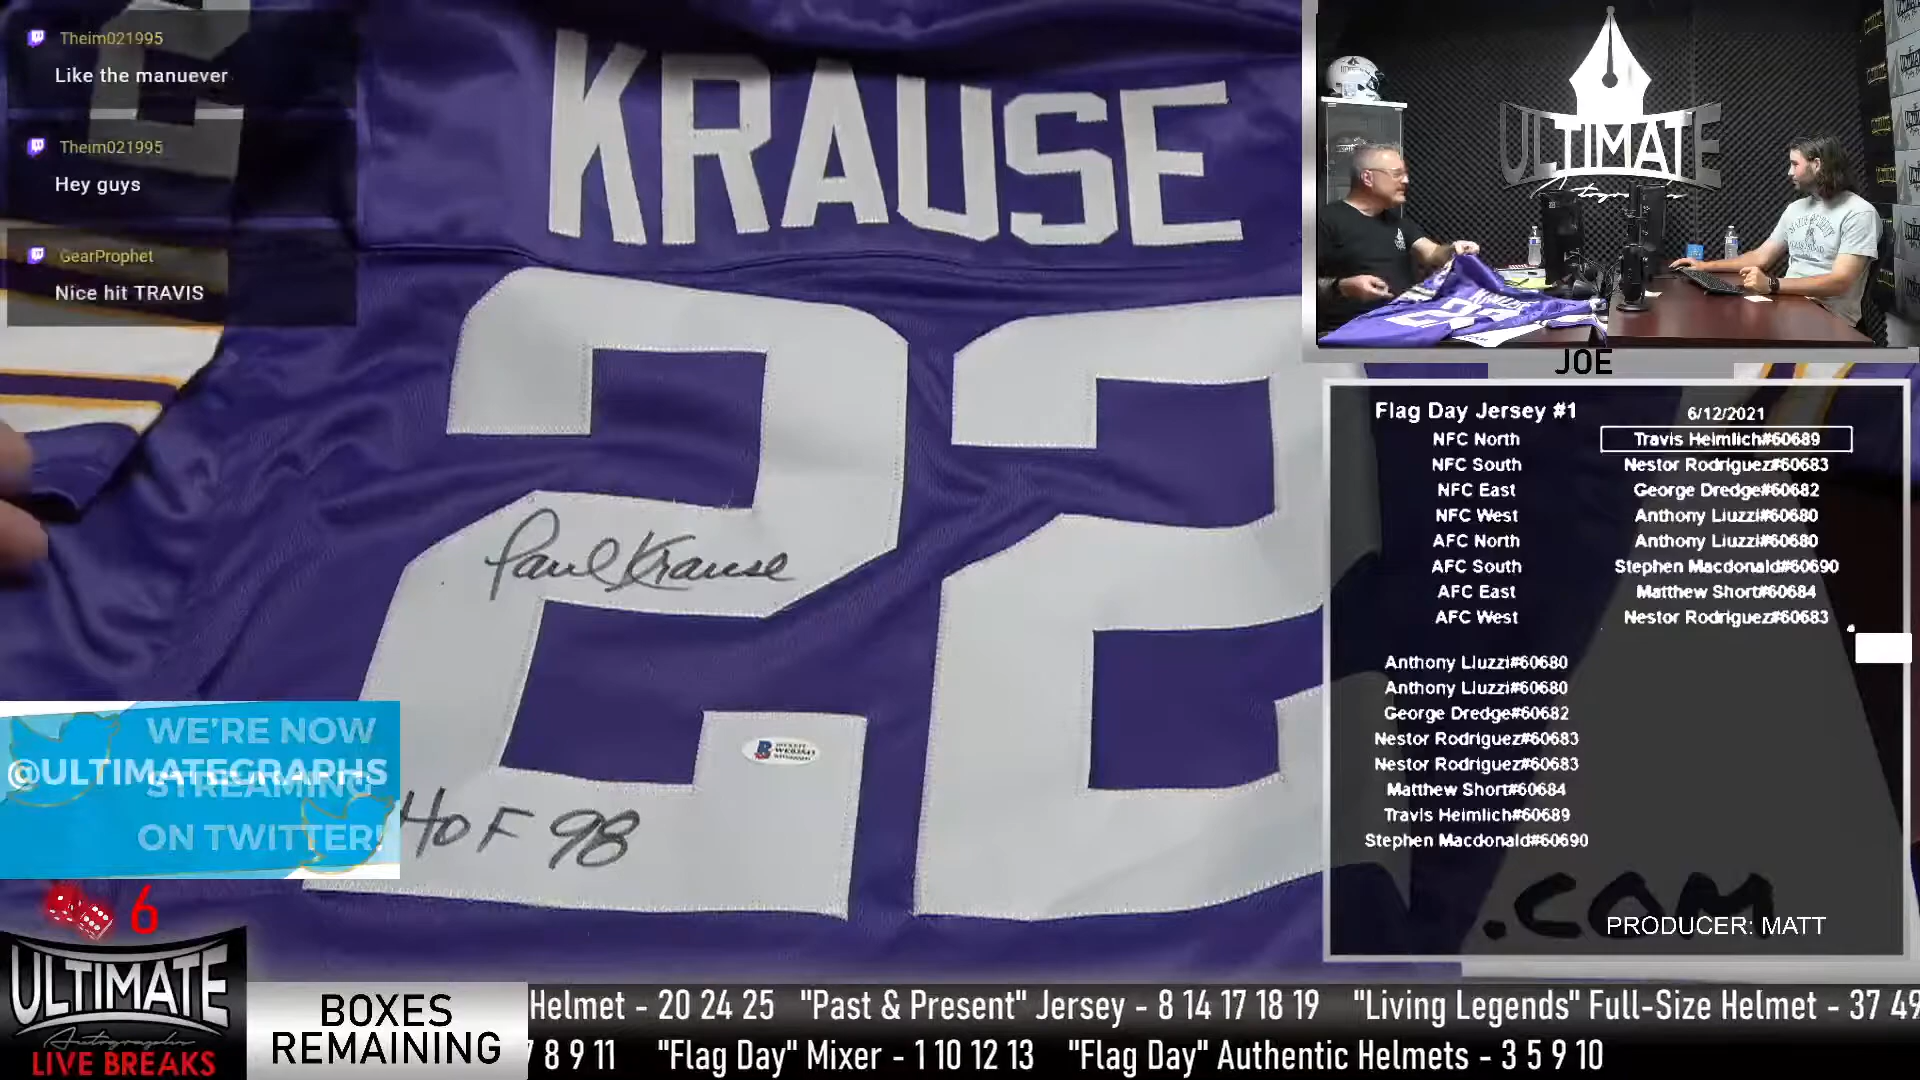 Theim021995
Like the manuever
Theim021995
Hey guys
GearProphet
Nice hit TRAVIS
KRAUSE
22
Paul Krause
HOF 98
WE'RE NOW
@ULTIMATEGRAPHS
STREAMING
ON TWITTER!
6
ULTIMATE
Autographs
LIVE BREAKS
BOXES
REMAINING
Helmet - 20 24 25 "Past & Present" Jersey - 8 14 17 18 19 "Living Legends" Full-Size Helmet - 37 49
7 8 9 11 "Flag Day" Mixer - 1 10 12 13 "Flag Day" Authentic Helmets - 3 5 9 10
ULTIMATE
Autographs
KRAUSE
22
JOE
Flag Day Jersey #1 6/12/2021
NFC North Travis Heimlich#60689
NFC South Nestor Rodriguez#60683
NFC East George Dredge#60682
NFC West Anthony Liuzzi#60680
AFC North Anthony Liuzzi#60680
AFC South Stephen Macdonald#60690
AFC East Matthew Short#60684
AFC West Nestor Rodriguez#60683
Anthony Liuzzi#60680
Anthony Liuzzi#60680
George Dredge#60682
Nestor Rodriguez#60683
Nestor Rodriguez#60683
Matthew Short#60684
Travis Heimlich#60689
Stephen Macdonald#60690
.COM
PRODUCER: MATT